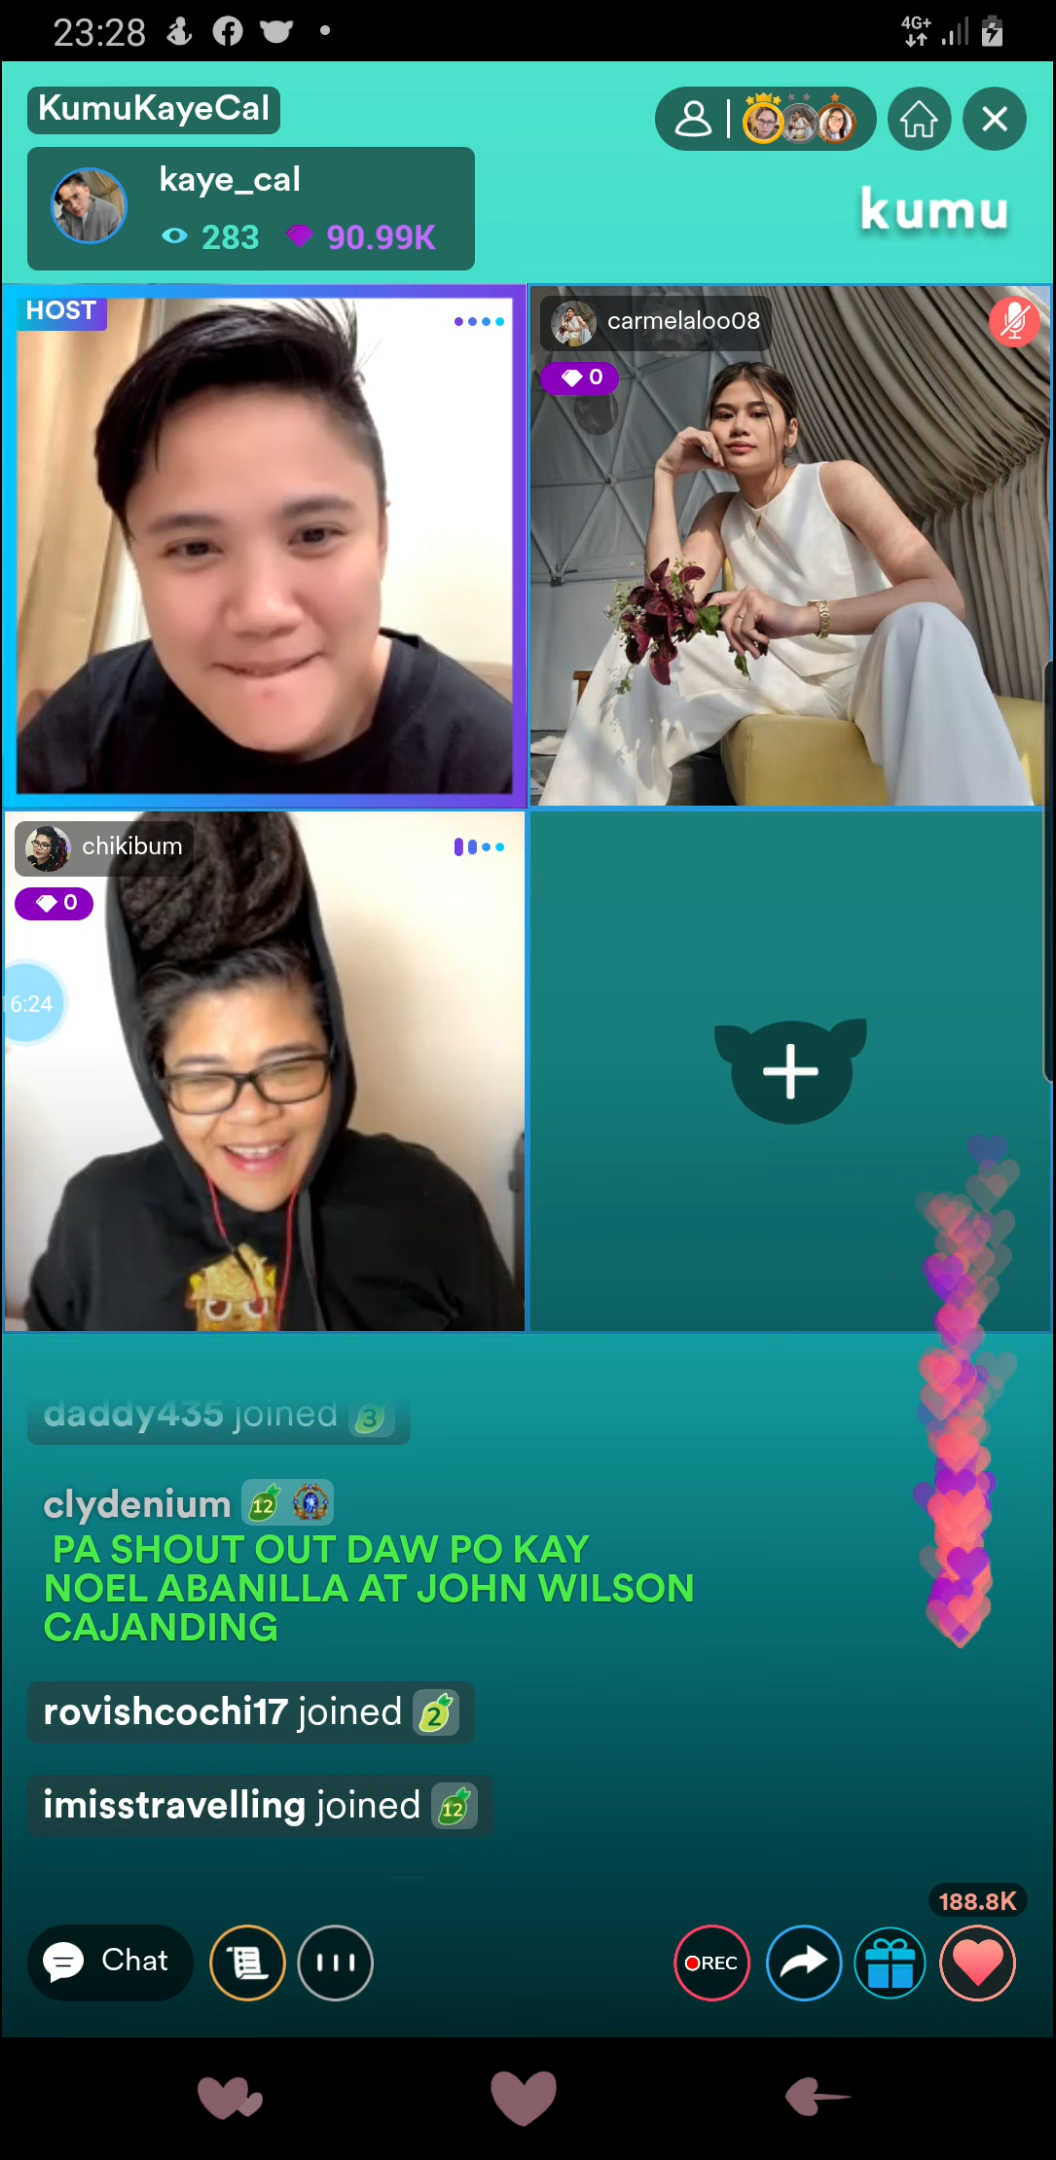 23:28
4G+
KumuKayeCal
kaye_cal
283 90.99K
kumu
HOST
carmelaloo08
0
chikibum
0
16:24
daddy435 joined 3
clydenium 12
PA SHOUT OUT DAW PO KAY
NOEL ABANILLA AT JOHN WILSON
CAJANDING
rovishcochi17 joined 2
imisstravelling joined 12
188.8K
Chat
REC